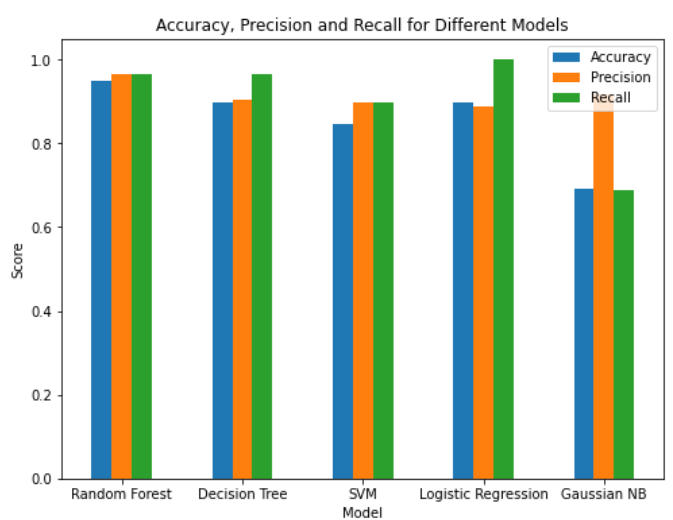 Accuracy, Precision and Recall for Different Models
Accuracy
Precision
Recall
1.0
0.8
0.6
0.4
0.2
0.0
Score
Random Forest
Decision Tree
SVM
Logistic Regression
Gaussian NB
Model